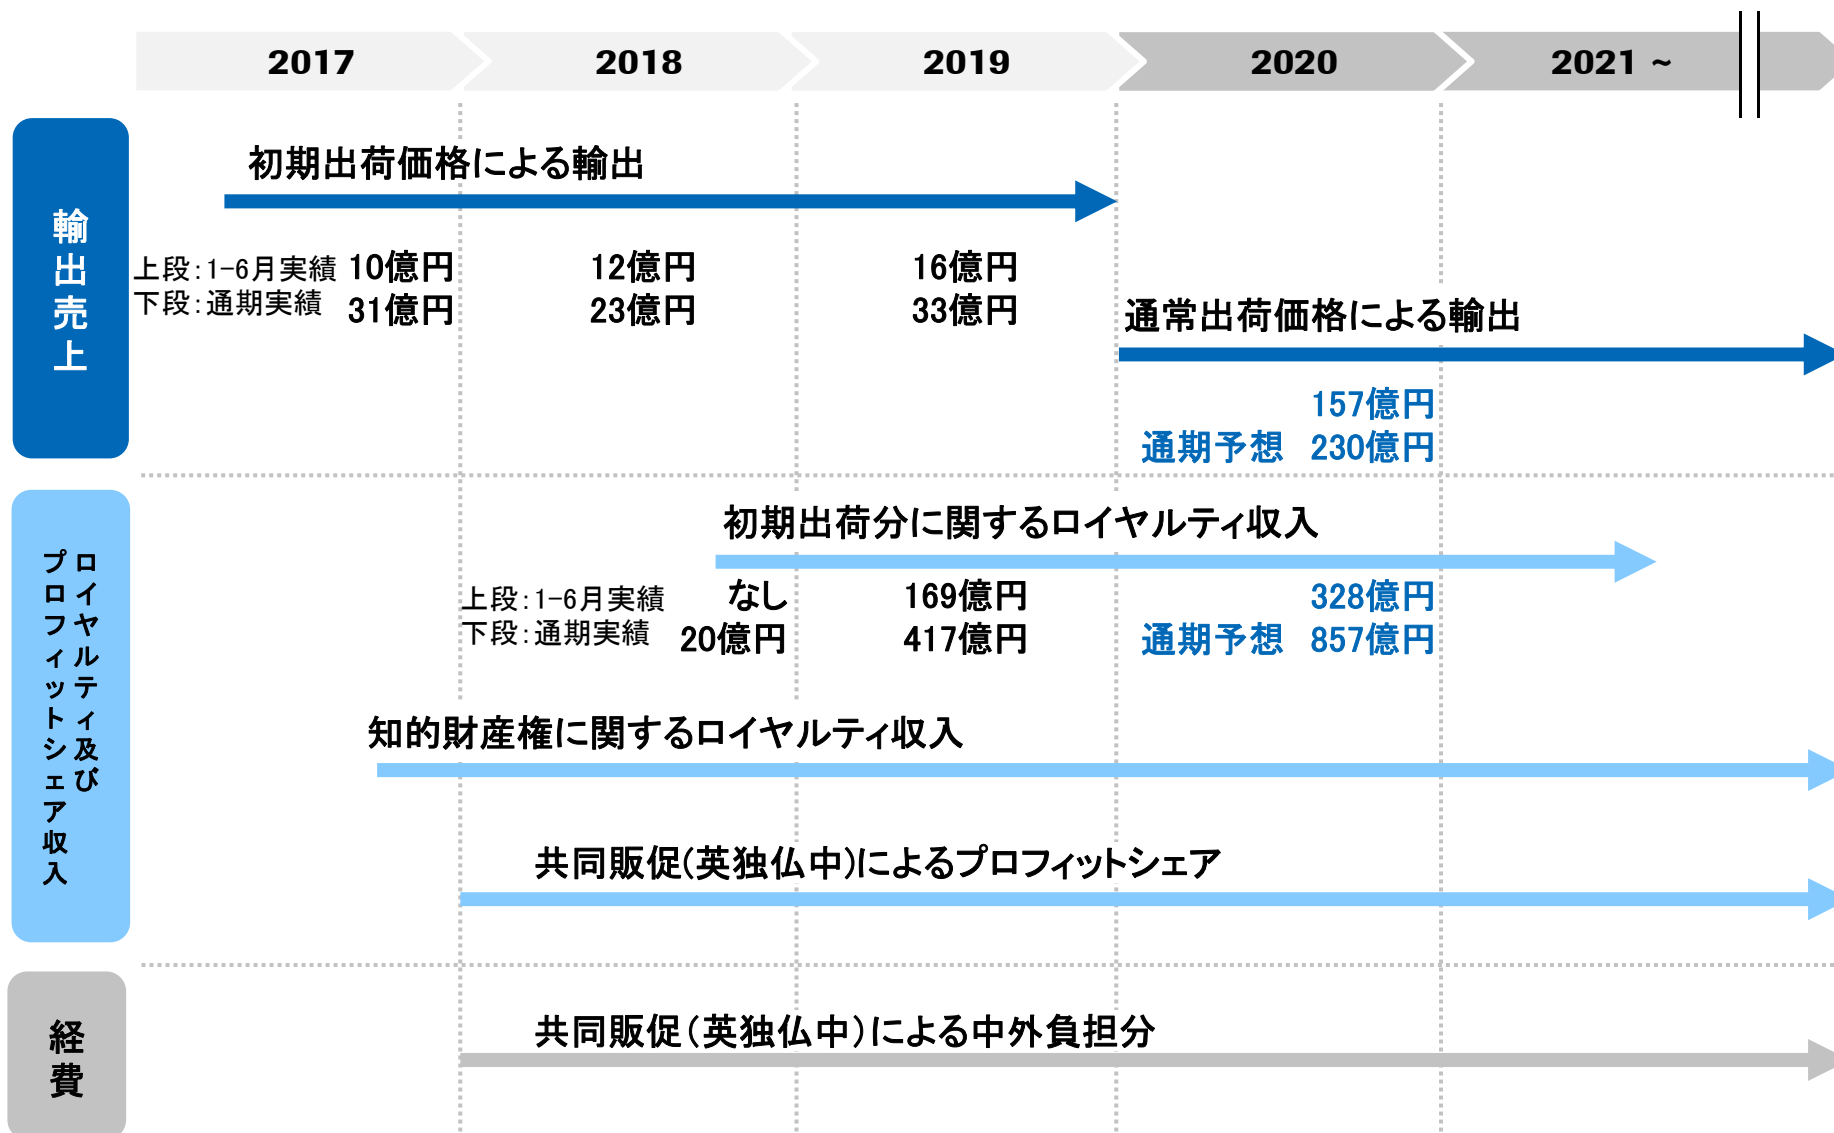 2017 2018 2019 2020 2021 ~
輸出売上
初期出荷価格による輸出
上段：1-6月実績 10億円 12億円 16億円
下段：通期実績 31億円 23億円 33億円
通常出荷価格による輸出
157億円
通期予想 230億円
ロイヤルティ及び
プロフィットシェア収入
初期出荷分に関するロイヤルティ収入
上段：1-6月実績 なし 169億円 328億円
下段：通期実績 20億円 417億円 通期予想 857億円
知的財産権に関するロイヤルティ収入
共同販促(英独仏中)によるプロフィットシェア
経費
共同販促（英独仏中）による中外負担分